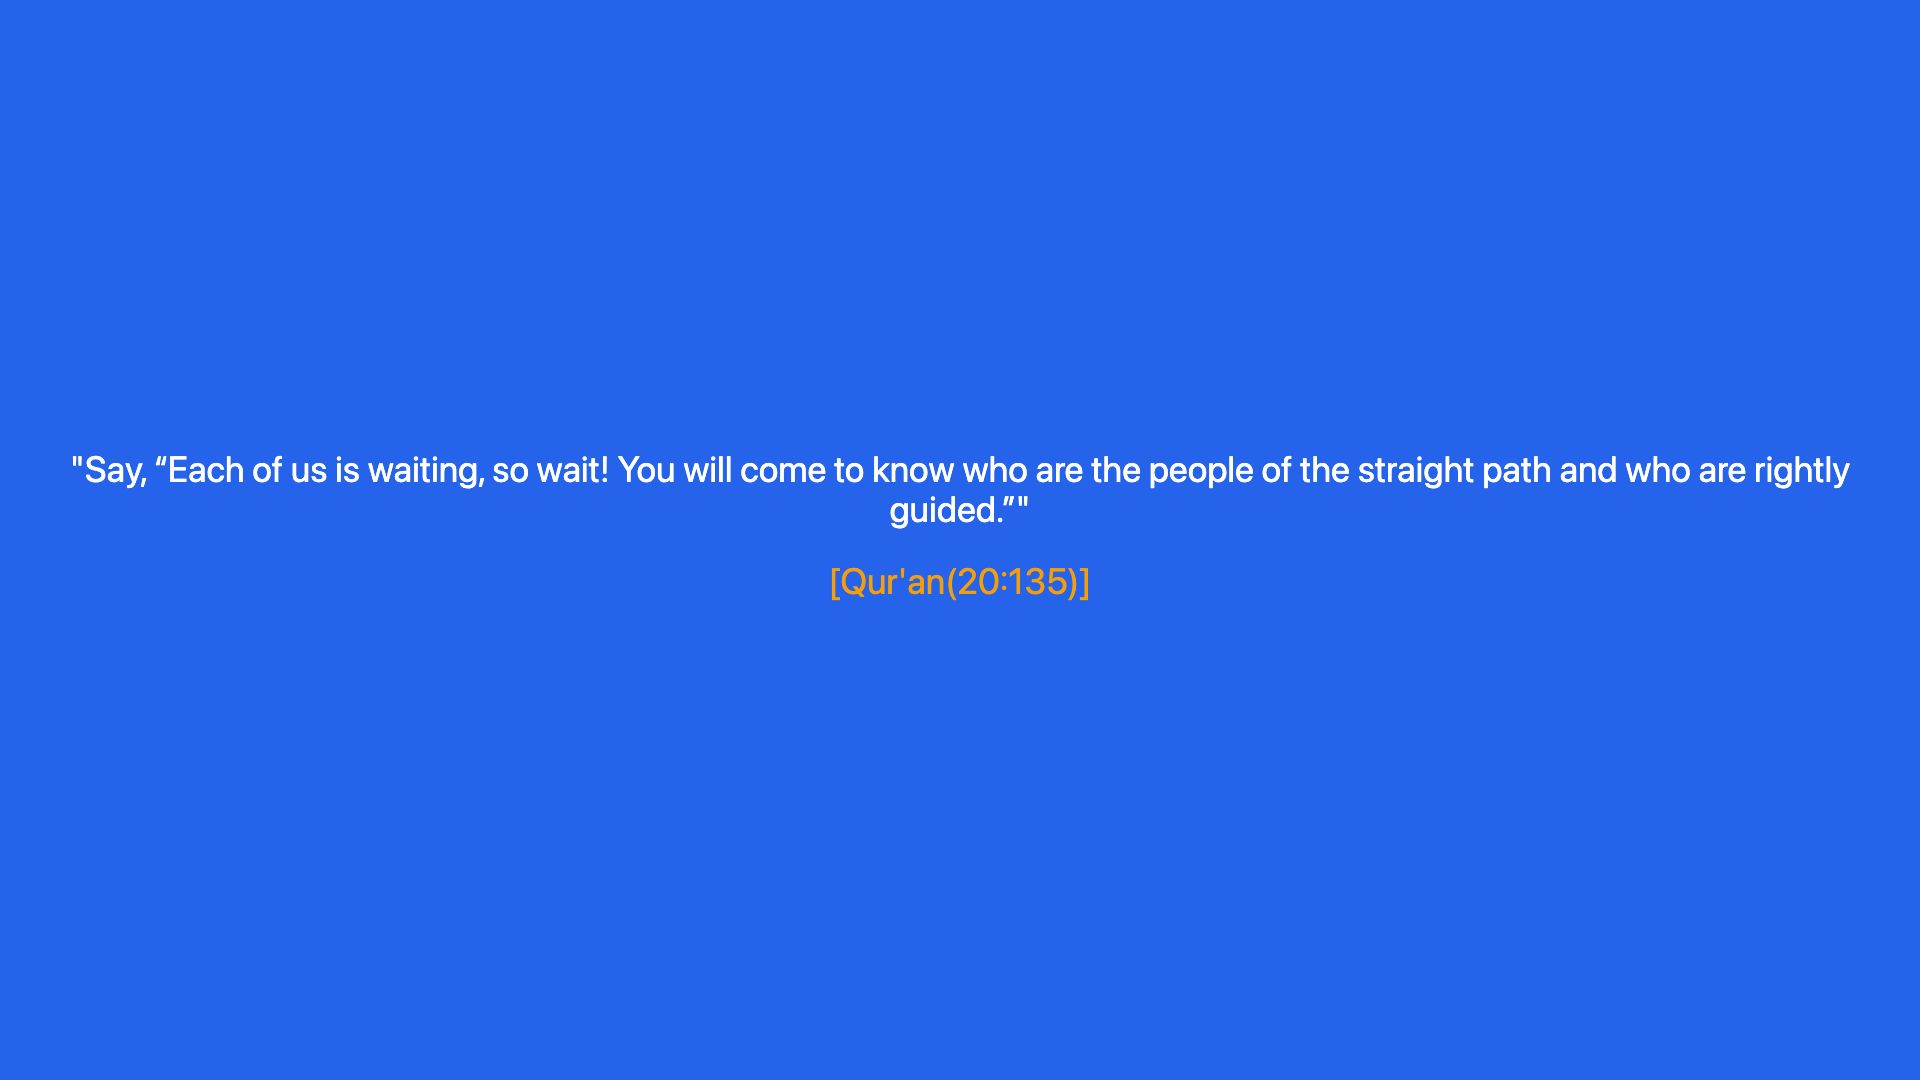 "Say, “Each of us is waiting, so wait! You will come to know who are the people of the straight path and who are rightly
guided.”"
[Qur'an(20:135)]